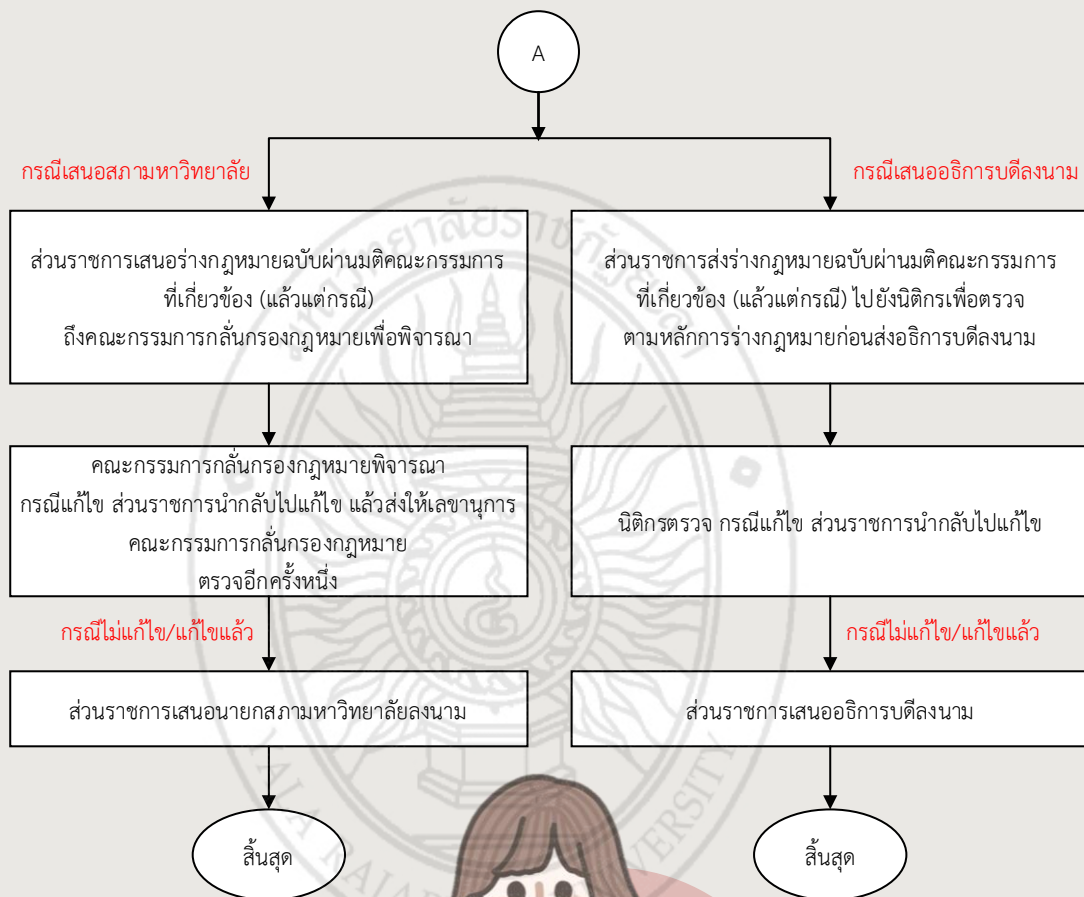 A
กรณีเสนอสภามหาวิทยาลัย
ส่วนราชการเสนอร่างกฎหมายฉบับผ่านมติคณะกรรมการ
ที่เกี่ยวข้อง (แล้วแต่กรณี)
ถึงคณะกรรมการกลั่นกรองกฎหมายเพื่อพิจารณา
คณะกรรมการกลั่นกรองกฎหมายพิจารณา
กรณีแก้ไข ส่วนราชการนำกลับไปแก้ไข แล้วส่งให้เลขานุการ
คณะกรรมการกลั่นกรองกฎหมาย
ตรวจอีกครั้งหนึ่ง
กรณีไม่แก้ไข/แก้ไขแล้ว
ส่วนราชการเสนอนายกสภามหาวิทยาลัยลงนาม
สิ้นสุด
กรณีเสนออธิการบดีลงนาม
ส่วนราชการส่งร่างกฎหมายฉบับผ่านมติคณะกรรมการ
ที่เกี่ยวข้อง (แล้วแต่กรณี) ไปยังนิติกรเพื่อตรวจ
ตามหลักการร่างกฎหมายก่อนส่งอธิการบดีลงนาม
นิติกรตรวจ กรณีแก้ไข ส่วนราชการนำกลับไปแก้ไข
กรณีไม่แก้ไข/แก้ไขแล้ว
ส่วนราชการเสนออธิการบดีลงนาม
สิ้นสุด